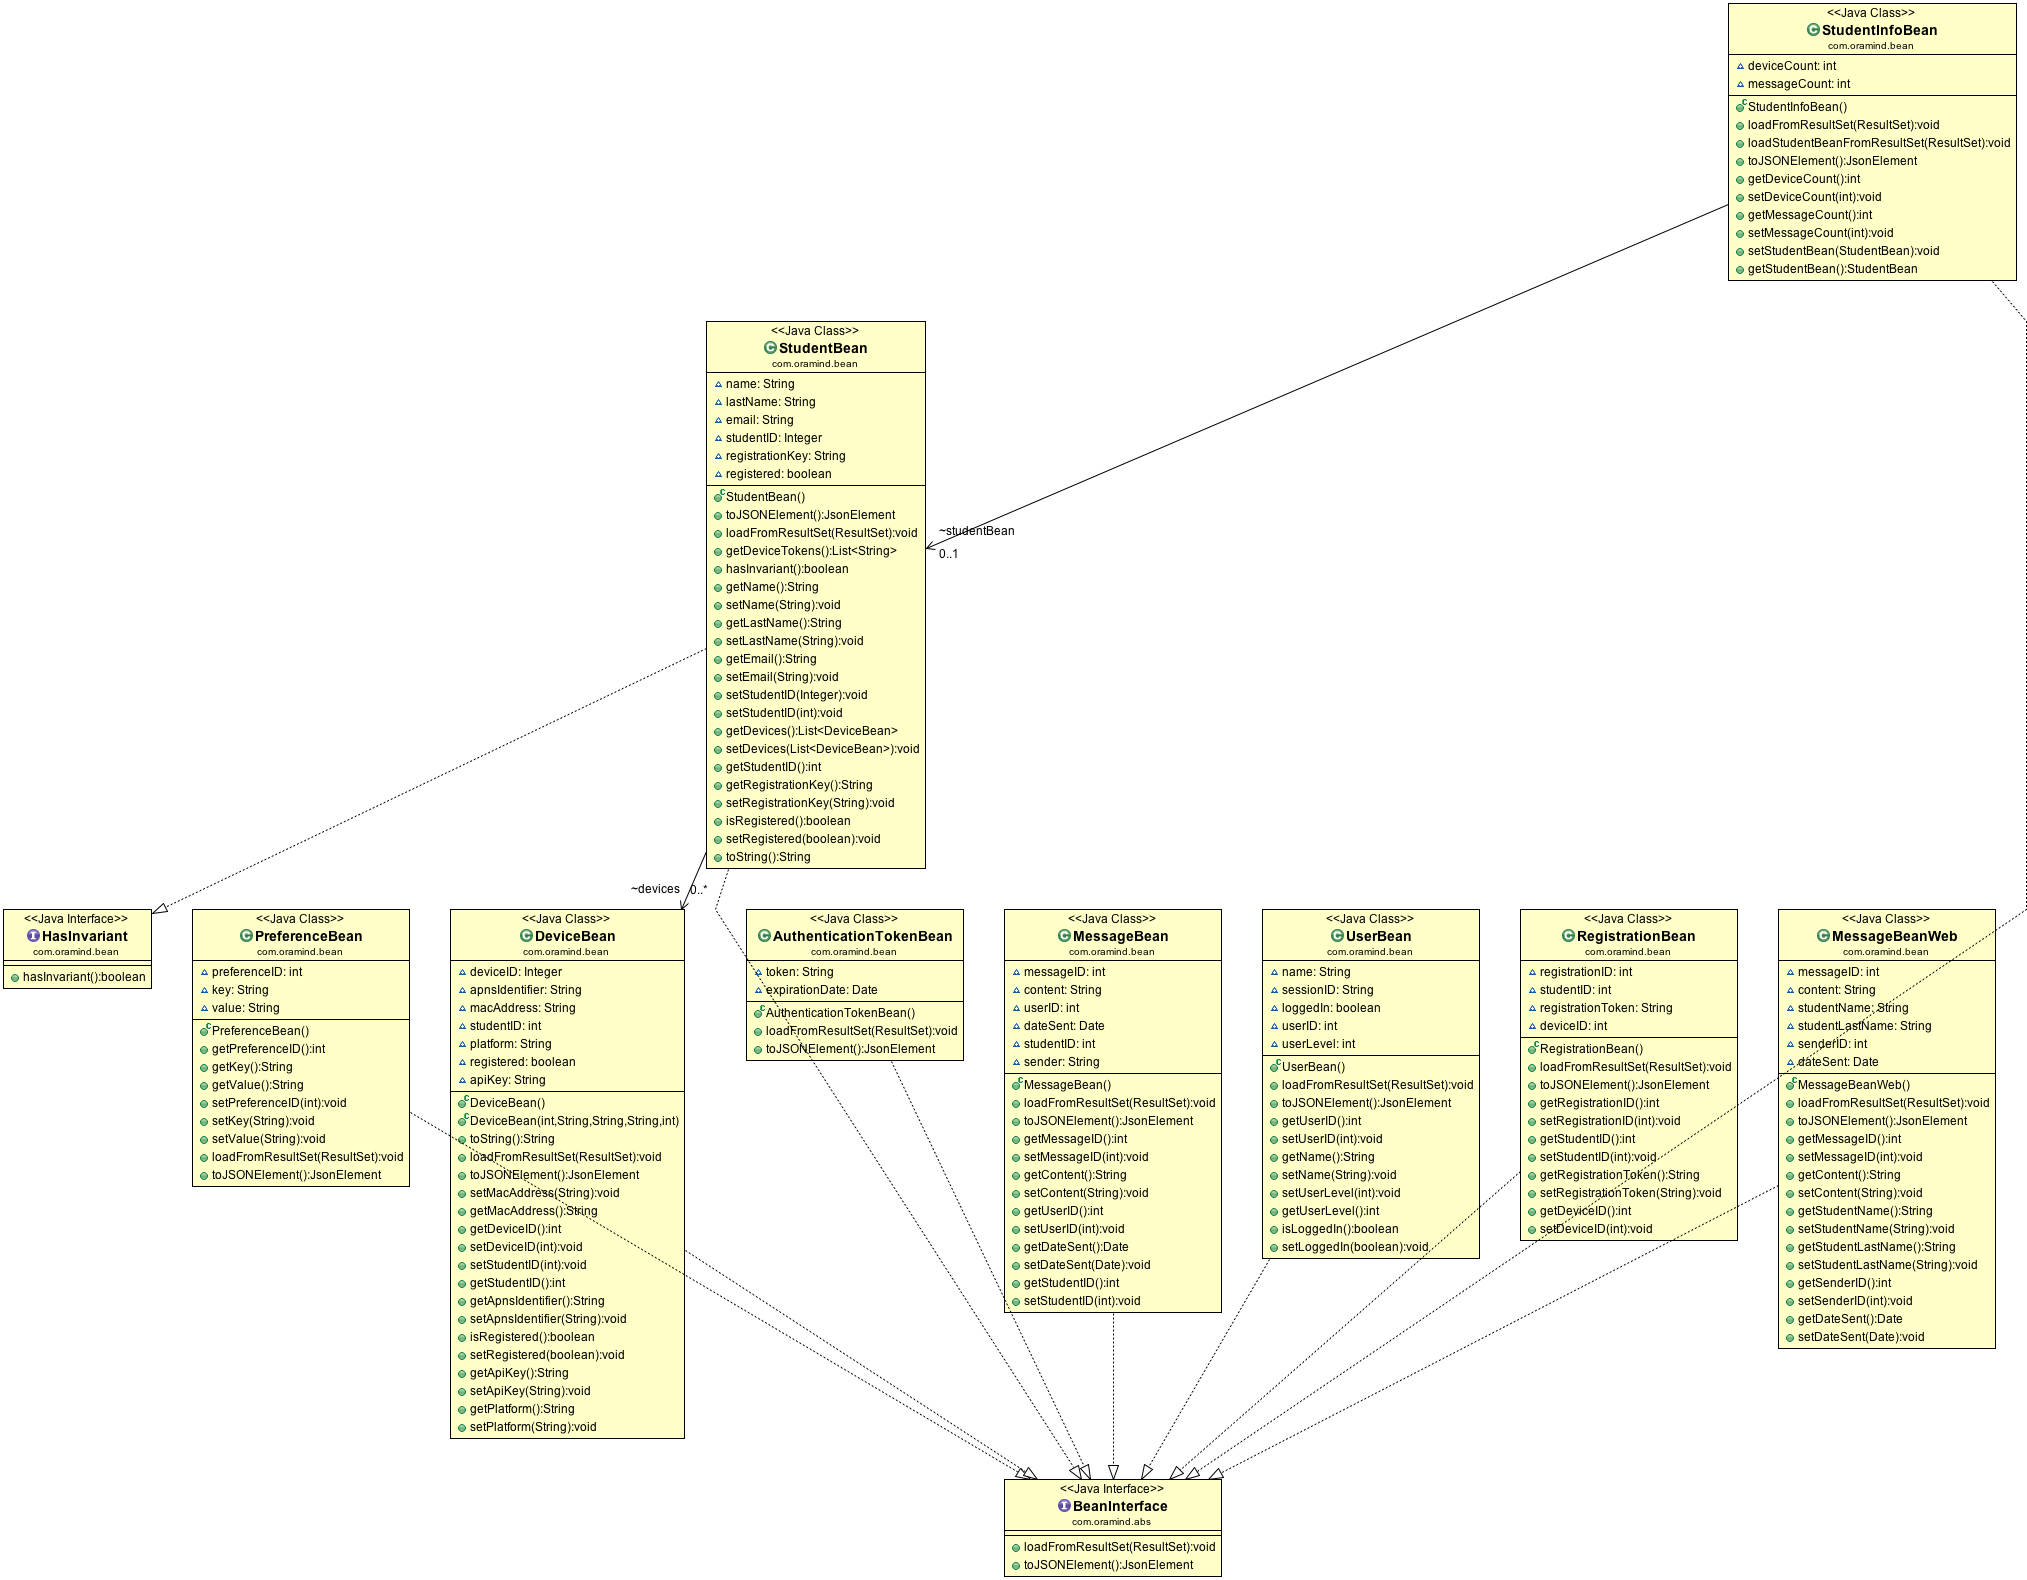 <<Java Class>>
StudentInfoBean
com.oramind.bean
deviceCount: int
messageCount: int
StudentInfoBean()
loadFromResultSet(ResultSet):void
loadStudentBeanFromResultSet(ResultSet):void
toJSONElement():JsonElement
getDeviceCount():int
setDeviceCount(int):void
getMessageCount():int
setMessageCount(int):void
setStudentBean(StudentBean):void
getStudentBean():StudentBean
<<Java Class>>
StudentBean
com.oramind.bean
name: String
lastName: String
email: String
studentID: Integer
registrationKey: String
registered: boolean
StudentBean()
toJSONElement():JsonElement
loadFromResultSet(ResultSet):void
getDeviceTokens():List<String>
hasInvariant():boolean
getName():String
setName(String):void
getLastName():String
setLastName(String):void
getEmail():String
setEmail(String):void
setStudentID(Integer):void
setStudentID(int):void
getDevices():List<DeviceBean>
setDevices(List<DeviceBean>):void
getStudentID():int
getRegistrationKey():String
setRegistrationKey(String):void
isRegistered():boolean
setRegistered(boolean):void
toString():String
~studentBean
0..1
~devices
0..*
<<Java Interface>>
HasInvariant
com.oramind.bean
hasInvariant():boolean
<<Java Class>>
PreferenceBean
com.oramind.bean
preferenceID: int
key: String
value: String
PreferenceBean()
getPreferenceID():int
getKey():String
getValue():String
setPreferenceID(int):void
setKey(String):void
setValue(String):void
loadFromResultSet(ResultSet):void
toJSONElement():JsonElement
<<Java Class>>
DeviceBean
com.oramind.bean
deviceID: Integer
apnsIdentifier: String
macAddress: String
studentID: int
platform: String
registered: boolean
apiKey: String
DeviceBean()
DeviceBean(int,String,String,String,int)
toString():String
loadFromResultSet(ResultSet):void
toJSONElement():JsonElement
setMacAddress(String):void
getMacAddress():String
getDeviceID():int
setDeviceID(int):void
setStudentID(int):void
getStudentID():int
getApnsIdentifier():String
setApnsIdentifier(String):void
isRegistered():boolean
setRegistered(boolean):void
getApiKey():String
setApiKey(String):void
getPlatform():String
setPlatform(String):void
<<Java Class>>
AuthenticationTokenBean
com.oramind.bean
token: String
expirationDate: Date
AuthenticationTokenBean()
loadFromResultSet(ResultSet):void
toJSONElement():JsonElement
<<Java Class>>
MessageBean
com.oramind.bean
messageID: int
content: String
userID: int
dateSent: Date
studentID: int
sender: String
MessageBean()
loadFromResultSet(ResultSet):void
toJSONElement():JsonElement
getMessageID():int
setMessageID(int):void
getContent():String
setContent(String):void
getUserID():int
setUserID(int):void
getDateSent():Date
setDateSent(Date):void
getStudentID():int
setStudentID(int):void
<<Java Class>>
UserBean
com.oramind.bean
name: String
sessionID: String
loggedIn: boolean
userID: int
userLevel: int
UserBean()
loadFromResultSet(ResultSet):void
toJSONElement():JsonElement
getUserID():int
setUserID(int):void
getName():String
setName(String):void
setUserLevel(int):void
getUserLevel():int
isLoggedIn():boolean
setLoggedIn(boolean):void
<<Java Class>>
RegistrationBean
com.oramind.bean
registrationID: int
studentID: int
registrationToken: String
deviceID: int
RegistrationBean()
loadFromResultSet(ResultSet):void
toJSONElement():JsonElement
getRegistrationID():int
setRegistrationID(int):void
getStudentID():int
setStudentID(int):void
getRegistrationToken():String
setRegistrationToken(String):void
getDeviceID():int
setDeviceID(int):void
<<Java Class>>
MessageBeanWeb
com.oramind.bean
messageID: int
content: String
studentName: String
studentLastName: String
senderID: int
dateSent: Date
MessageBeanWeb()
loadFromResultSet(ResultSet):void
toJSONElement():JsonElement
getMessageID():int
setMessageID(int):void
getContent():String
setContent(String):void
getStudentName():String
setStudentName(String):void
getStudentLastName():String
setStudentLastName(String):void
getSenderID():int
setSenderID(int):void
getDateSent():Date
setDateSent(Date):void
<<Java Interface>>
BeanInterface
com.oramind.abs
loadFromResultSet(ResultSet):void
toJSONElement():JsonElement